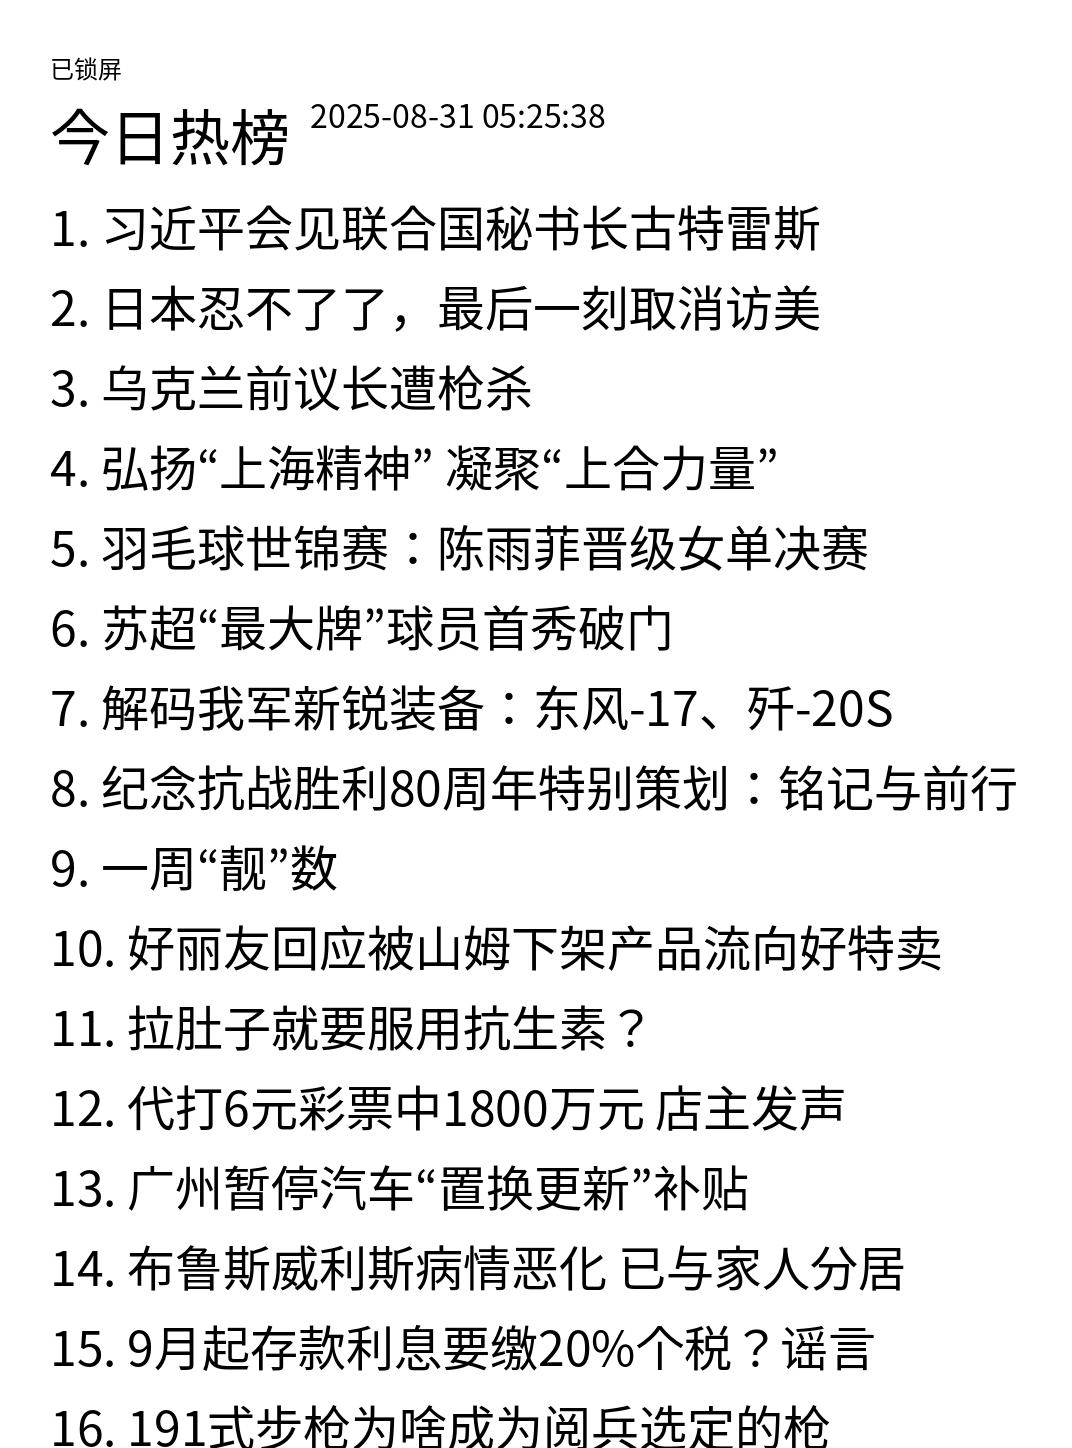 已锁屏
今日热榜 2025-08-31 05:25:38
1. 习近平会见联合国秘书长古特雷斯
2. 日本忍不了了，最后一刻取消访美
3. 乌克兰前议长遭枪杀
4. 弘扬“上海精神” 凝聚“上合力量”
5. 羽毛球世锦赛：陈雨菲晋级女单决赛
6. 苏超“最大牌”球员首秀破门
7. 解码我军新锐装备：东风-17、歼-20S
8. 纪念抗战胜利80周年特别策划：铭记与前行
9. 一周“靓”数
10. 好丽友回应被山姆下架产品流向好特卖
11. 拉肚子就要服用抗生素？
12. 代打6元彩票中1800万元 店主发声
13. 广州暂停汽车“置换更新”补贴
14. 布鲁斯威利斯病情恶化 已与家人分居
15. 9月起存款利息要缴20%个税？谣言
16. 191式步枪为啥成为阅兵选定的枪